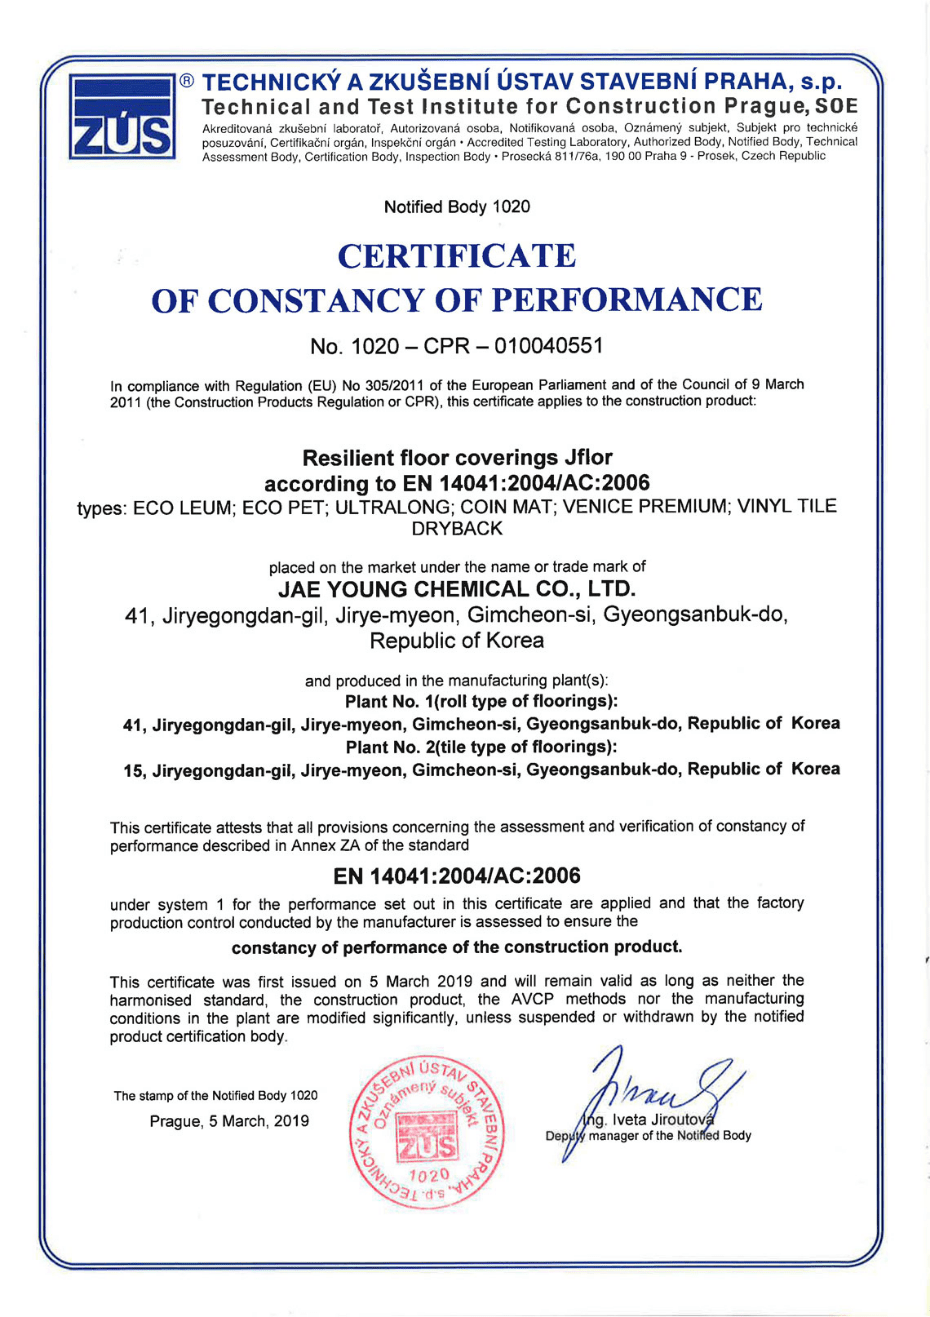 ZÚS
® TECHNICKÝ A ZKUŠEBNÍ ÚSTAV STAVEBNÍ PRAHA, s.p.
Technical and Test Institute for Construction Prague, SOE
Akreditovaná zkušební laboratoř, Autorizovaná osoba, Notifikovaná osoba, Oznámený subjekt, Subjekt pro technické
posuzování, Certifikační orgán, Inspekční orgán • Accredited Testing Laboratory, Authorized Body, Notified Body, Technical
Assessment Body, Certification Body, Inspection Body • Prosecká 811/76a, 190 00 Praha 9 - Prosek, Czech Republic
Notified Body 1020
CERTIFICATE
OF CONSTANCY OF PERFORMANCE
No. 1020 – CPR – 010040551
In compliance with Regulation (EU) No 305/2011 of the European Parliament and of the Council of 9 March
2011 (the Construction Products Regulation or CPR), this certificate applies to the construction product:
Resilient floor coverings Jflor
according to EN 14041:2004/AC:2006
types: ECO LEUM; ECO PET; ULTRALONG; COIN MAT; VENICE PREMIUM; VINYL TILE
DRYBACK
placed on the market under the name or trade mark of
JAE YOUNG CHEMICAL CO., LTD.
41, Jiryegongdan-gil, Jirye-myeon, Gimcheon-si, Gyeongsanbuk-do,
Republic of Korea
and produced in the manufacturing plant(s):
Plant No. 1(roll type of floorings):
41, Jiryegongdan-gil, Jirye-myeon, Gimcheon-si, Gyeongsanbuk-do, Republic of Korea
Plant No. 2(tile type of floorings):
15, Jiryegongdan-gil, Jirye-myeon, Gimcheon-si, Gyeongsanbuk-do, Republic of Korea
This certificate attests that all provisions concerning the assessment and verification of constancy of
performance described in Annex ZA of the standard
EN 14041:2004/AC:2006
under system 1 for the performance set out in this certificate are applied and that the factory
production control conducted by the manufacturer is assessed to ensure the
constancy of performance of the construction product.
This certificate was first issued on 5 March 2019 and will remain valid as long as neither the
harmonised standard, the construction product, the AVCP methods nor the manufacturing
conditions in the plant are modified significantly, unless suspended or withdrawn by the notified
product certification body.
The stamp of the Notified Body 1020
Prague, 5 March, 2019
TECHNICKÝ A ZKUŠEBNÍ ÚSTAV STAVEBNÍ PRAHA, s.p.
Oznámený subjekt
ZÚS
1020
Ing. Iveta Jiroutová
Deputy manager of the Notified Body